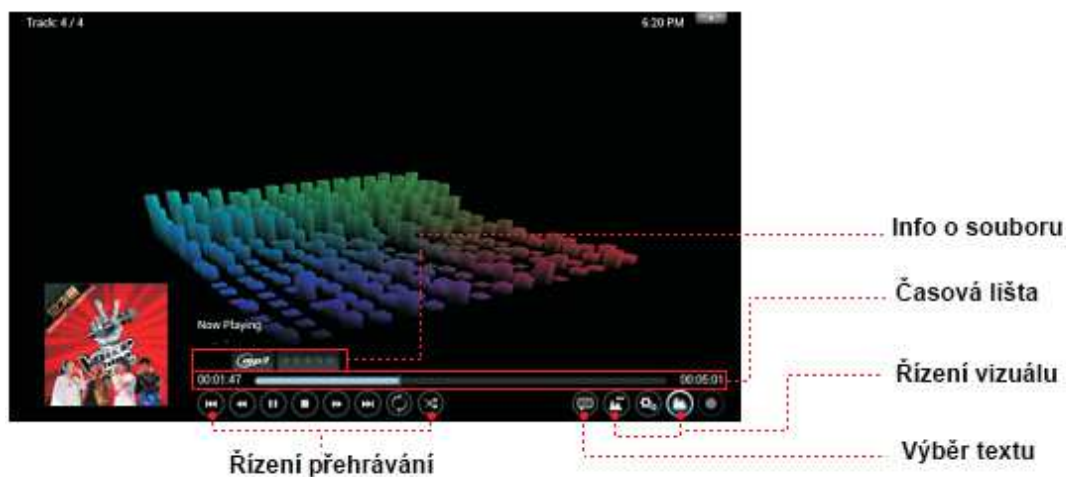 Track: 4 / 4
6:20 PM
Info o souboru
Časová lišta
Now Playing
mp3
00:01:47
00:05:01
Řízení vizuálu
Výběr textu
Řízení přehrávání